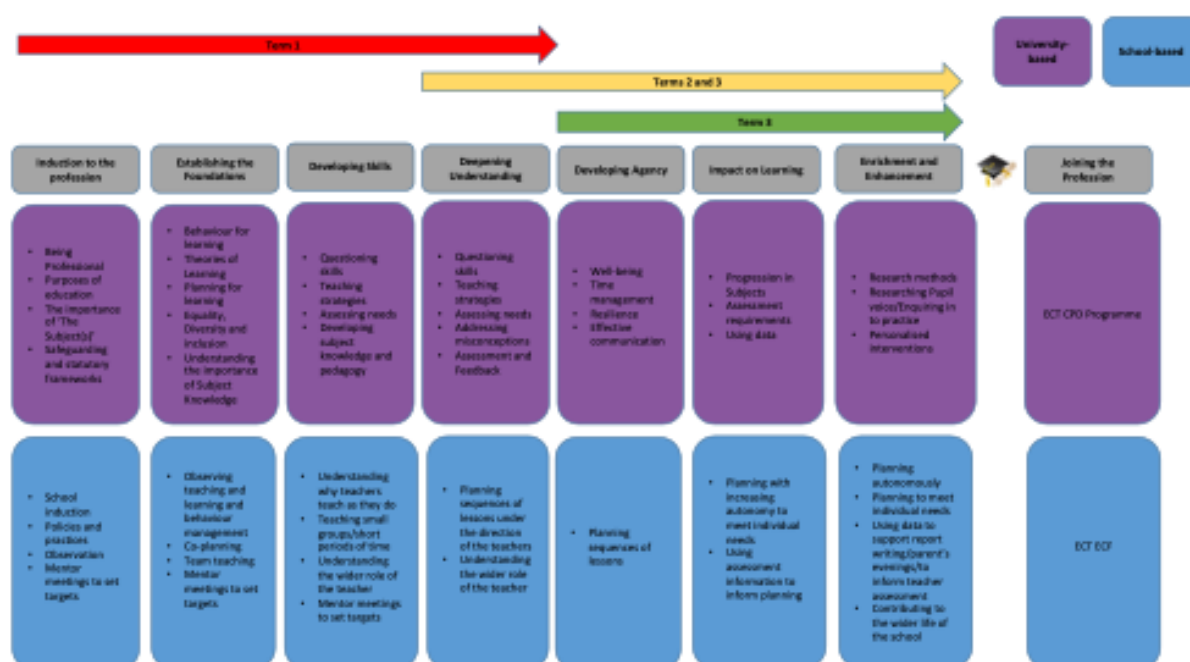 Term 1
University-
based
School-based
Terms 2 and 3
Term 3
Induction to the
profession
Establishing the
Foundations
Developing Skills
Deepening
Understanding
Developing Agency
Impact on Learning
Enrichment and
Enhancement
Joining the
Profession
• Being
Professional
• Purposes of
education
• The importance
of 'The
Subject(s)'
• Safeguarding
and statutory
frameworks
• Behaviour for
learning
• Theories of
Learning
• Planning for
learning
• Equality,
Diversity and
inclusion
• Understanding
the importance
of Subject
Knowledge
• Questioning
skills
• Teaching
strategies
• Assessing needs
• Developing
subject
knowledge and
pedagogy
• Questioning
skills
• Teaching
strategies
• Assessing needs
• Addressing
misconceptions
• Assessment and
Feedback
• Well-being
• Time
management
• Resilience
• Effective
communication
• Progression in
Subjects
• Assessment
requirements
• Using data
• Research methods
• Researching Pupil
voice/Enquiring in
to practice
• Personalised
interventions
ECT CPD Programme
• School
induction
• Policies and
practices
• Observation
• Mentor
meetings to set
targets
• Observing
teaching and
learning and
behaviour
management
• Co-planning
• Team teaching
• Mentor
meetings to set
targets
• Understanding
why teachers
teach as they do
• Teaching small
groups/short
periods of time
• Understanding
the wider role of
the teacher
• Mentor meetings
to set targets
• Planning
sequences of
lessons under
the direction
of the teachers
• Understanding
the wider role
of the teacher
• Planning
sequences of
lessons
• Planning with
increasing
autonomy to
meet individual
needs
• Using
assessment
information to
inform planning
• Planning
autonomously
• Planning to meet
individual needs
• Using data to
support report
writing/parent's
evenings/to
inform teacher
assessment
• Contributing to
the wider life of
the school
ECT ECF